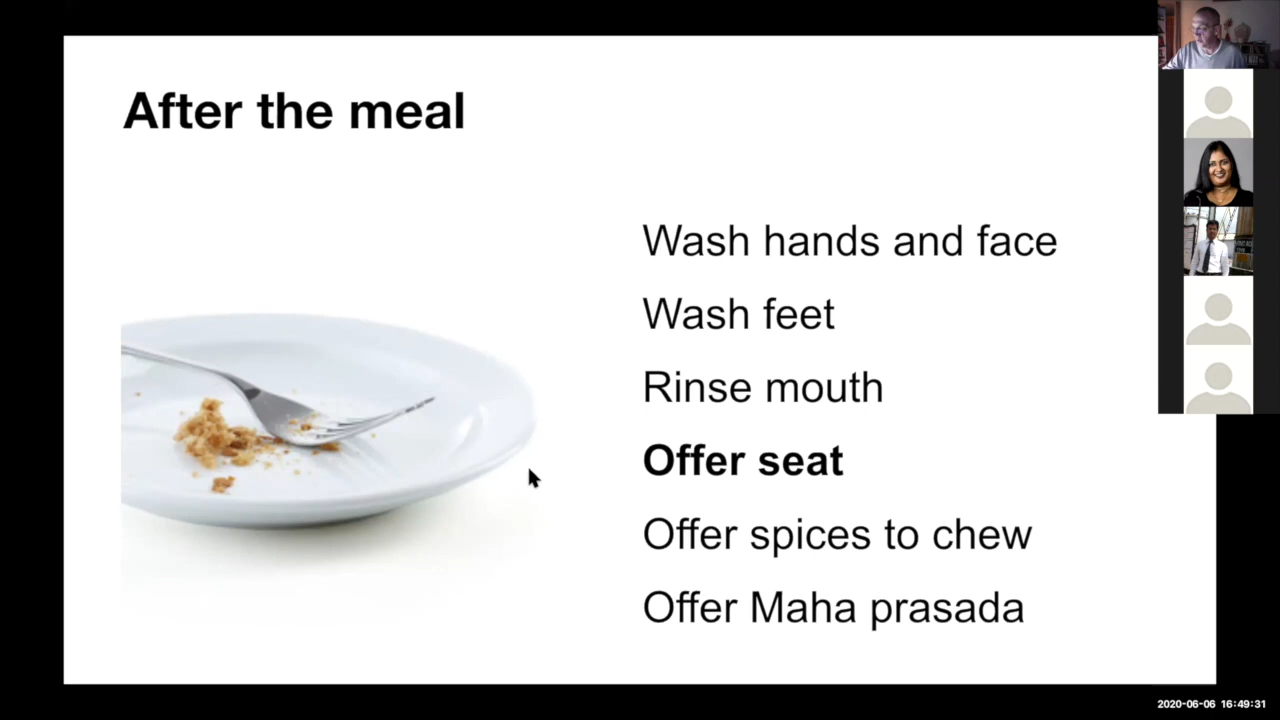 After the meal
Wash hands and face
Wash feet
Rinse mouth
Offer seat
Offer spices to chew
Offer Maha prasada
2020-06-06 16:49:31